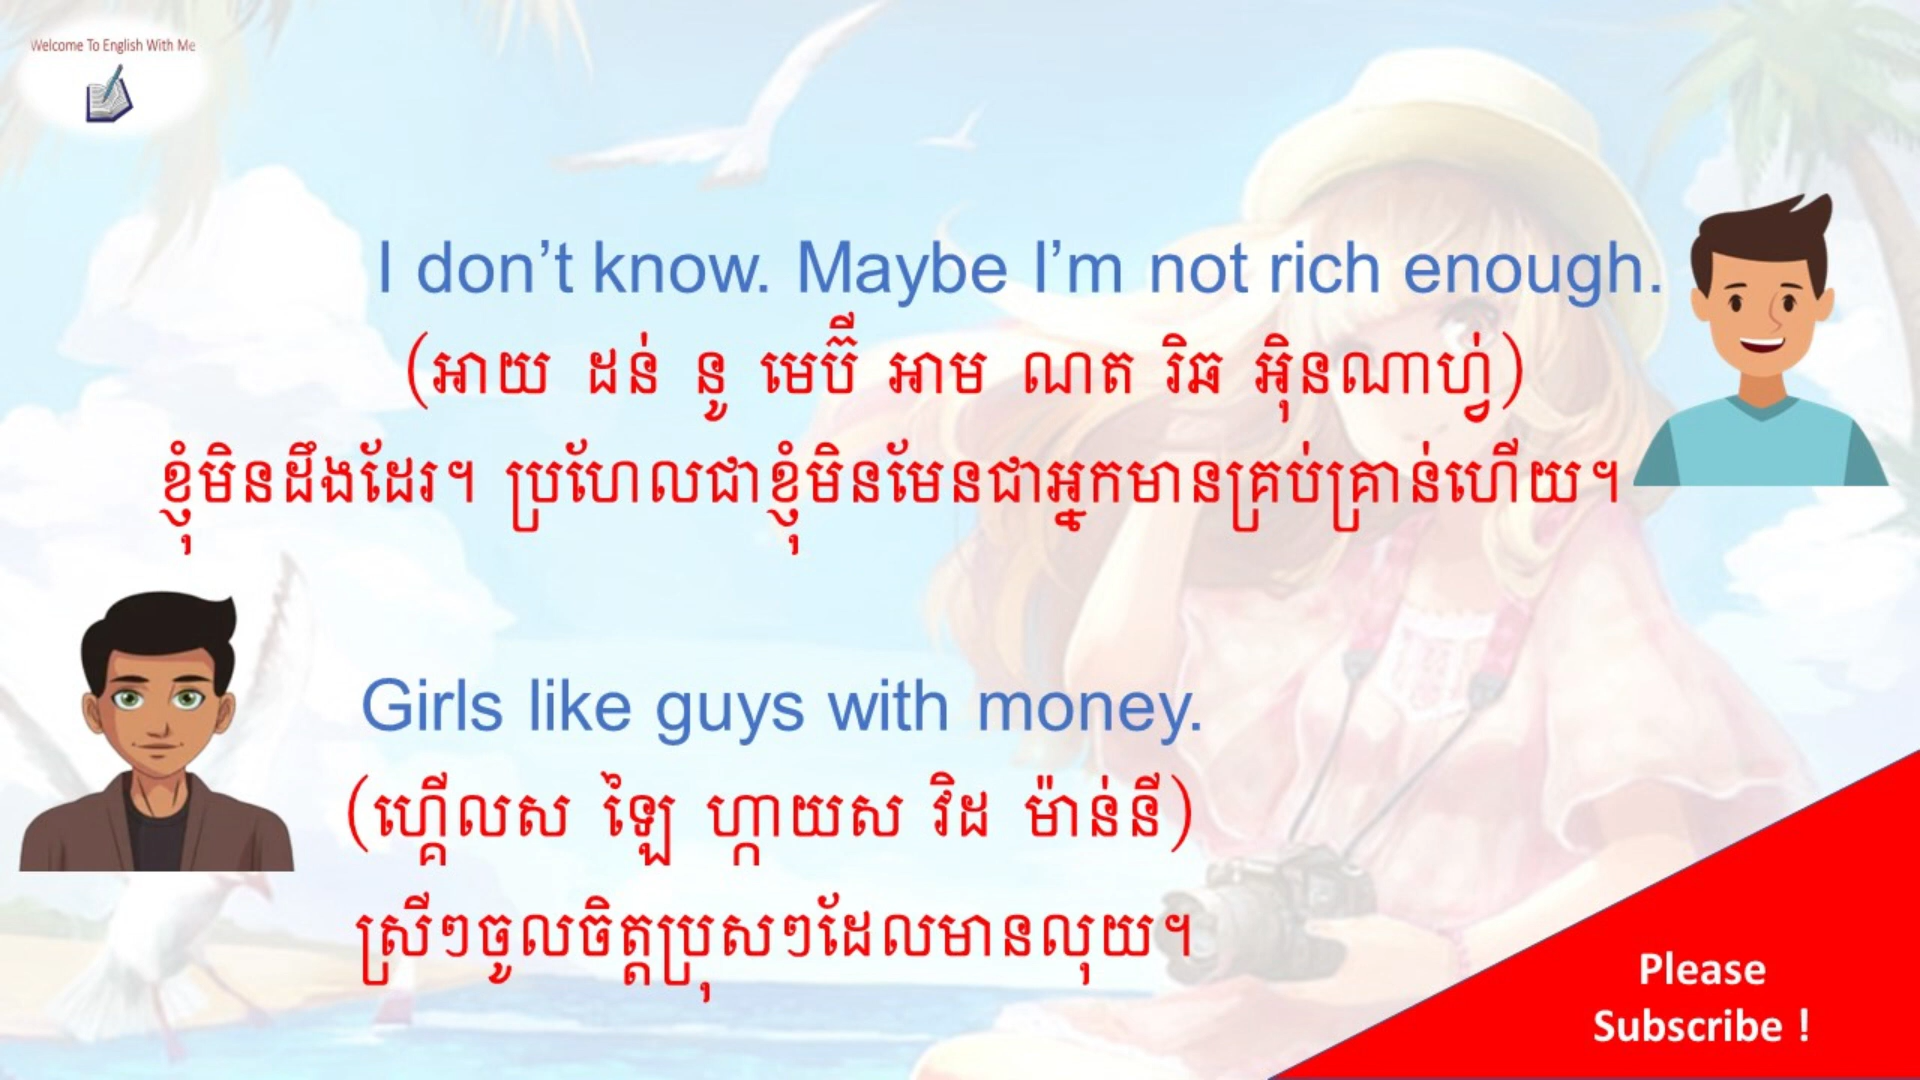 Welcome To English With Me
I don’t know. Maybe I’m not rich enough.
(អាយ ដន់ នូ មេប៊ី អាម ណត រិឆ អ៊ិនណាហ្វ់)
ខ្ញុំមិនដឹងដែរ។ ប្រហែលជាខ្ញុំមិនមែនជាអ្នកមានគ្រប់គ្រាន់ហើយ។
Girls like guys with money.
(ហ្គើលស ឡៃ ហ្កាយស វិដ ម៉ាន់នី)
ស្រីៗចូលចិត្តប្រុសៗដែលមានលុយ។
Please
Subscribe !